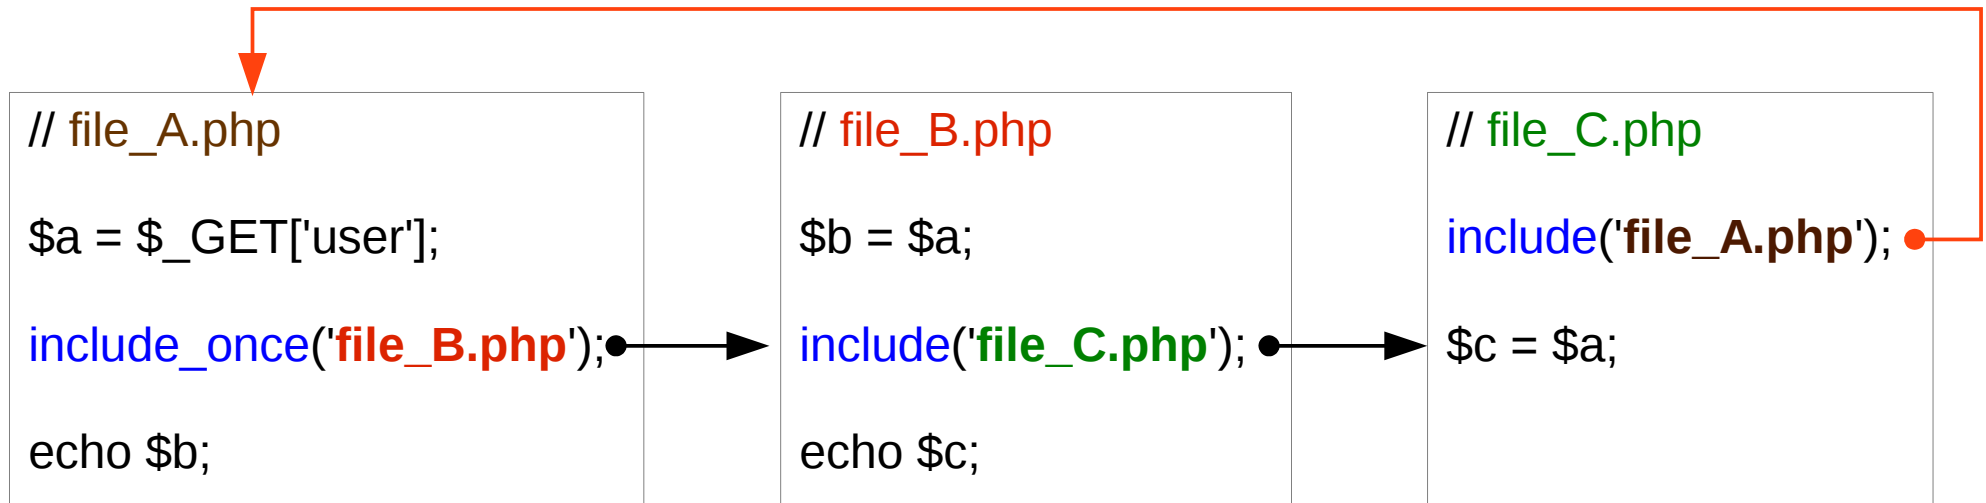 // file_A.php
$a = $_GET['user'];
include_once('file_B.php');
echo $b;
// file_B.php
$b = $a;
include('file_C.php');
echo $c;
// file_C.php
include('file_A.php');
$c = $a;